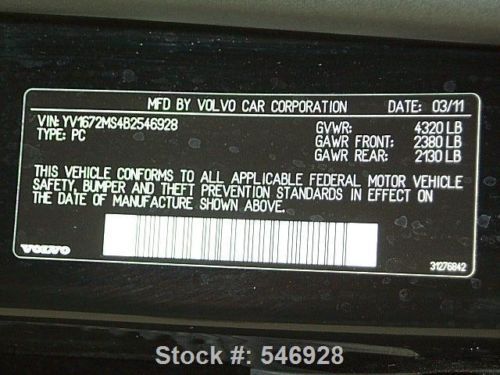 MFD BY VOLVO CAR CORPORATION DATE: 03/11
VIN: YV1672MS4B2546928 GVWR: 4320 LB
TYPE: PC GAWR FRONT: 2380 LB
GAWR REAR: 2130 LB
THIS VEHICLE CONFORMS TO ALL APPLICABLE FEDERAL MOTOR VEHICLE
SAFETY, BUMPER AND THEFT PREVENTION STANDARDS IN EFFECT ON
THE DATE OF MANUFACTURE SHOWN ABOVE.
VOLVO 31276842
Stock #: 546928